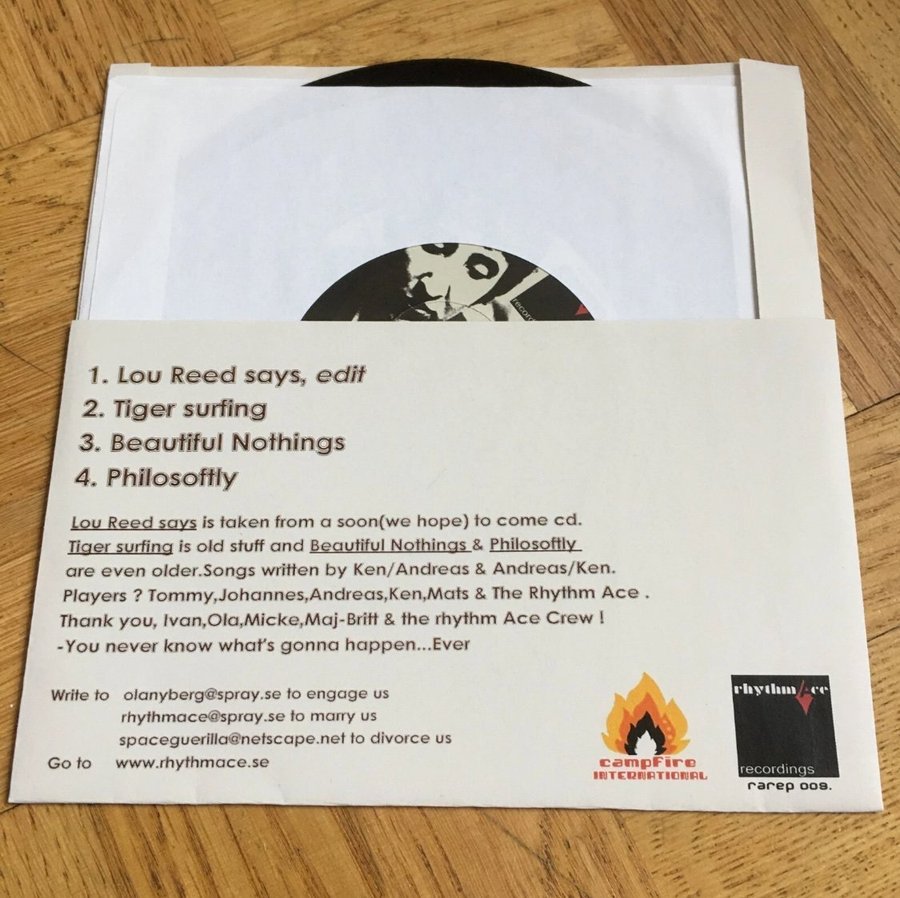 recor
1. Lou Reed says, edit
2. Tiger surfing
3. Beautiful Nothings
4. Philosoftly
Lou Reed says is taken from a soon(we hope) to come cd.
Tiger surfing is old stuff and Beautiful Nothings & Philosoftly
are even older.Songs written by Ken/Andreas & Andreas/Ken.
Players ? Tommy,Johannes,Andreas,Ken,Mats & The Rhythm Ace .
Thank you, Ivan,Ola,Micke,Maj-Britt & the rhythm Ace Crew !
-You never know what's gonna happen...Ever
Write to olanyberg@spray.se to engage us
rhythmace@spray.se to marry us
spaceguerilla@netscape.net to divorce us
Go to www.rhythmace.se
campfire
INTERNATIONAL
rhythm Ace
recordings
rarep 009.